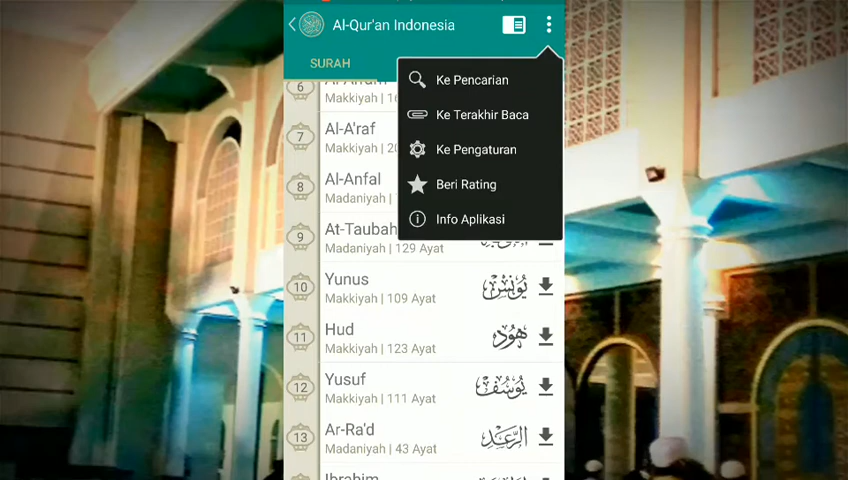 Al-Qur'an Indonesia
SURAH
Ke Pencarian
Ke Terakhir Baca
Ke Pengaturan
Beri Rating
Info Aplikasi
6
Makkiyah |
7
Al-A'raf
Makkiyah |
8
Al-Anfal
Madaniyah |
9
At-Taubah
Madaniyah | 129 Ayat
10
Yunus
Makkiyah | 109 Ayat
يُونُس
11
Hud
Makkiyah | 123 Ayat
هُود
12
Yusuf
Makkiyah | 111 Ayat
يُوسُف
13
Ar-Ra'd
Madaniyah | 43 Ayat
الرَّعْد
Ibrahim